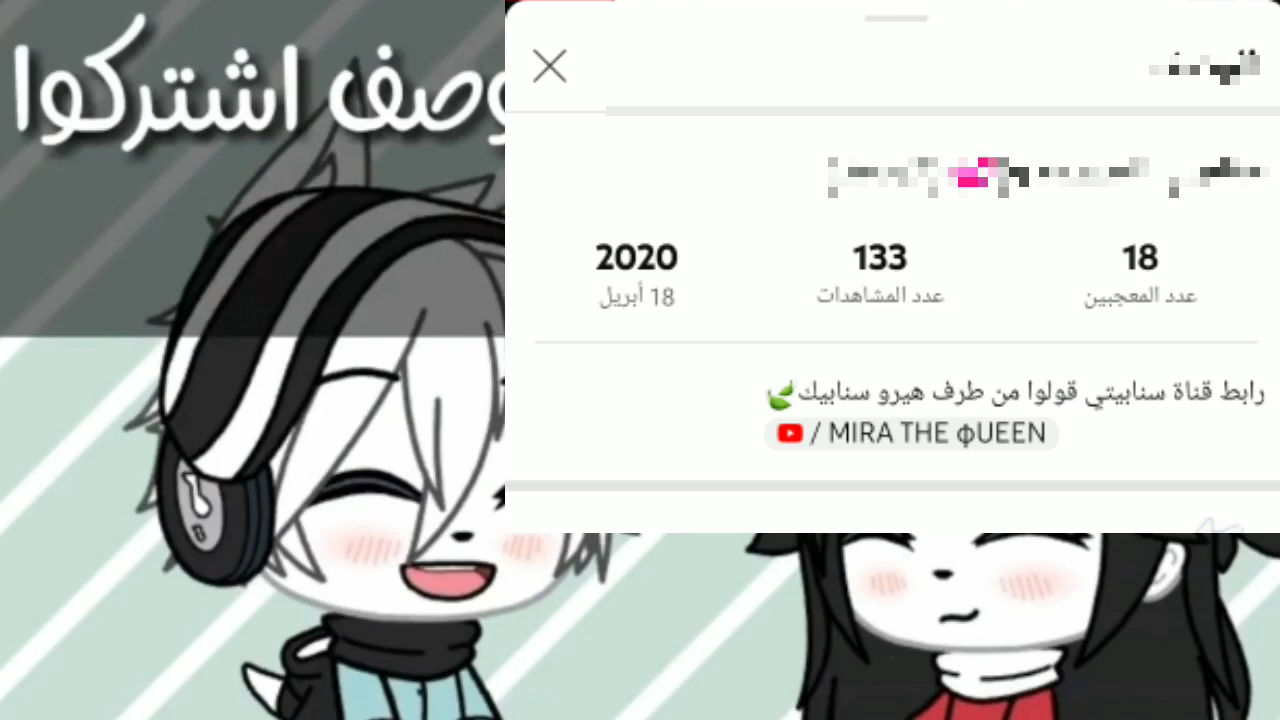 وصف اشتركوا
18
133
2020
عدد المعجبين
عدد المشاهدات
18 أبريل
رابط قناة سنابيتي قولوا من طرف هيرو سنابيك
/ MIRA THE ϕUEEN